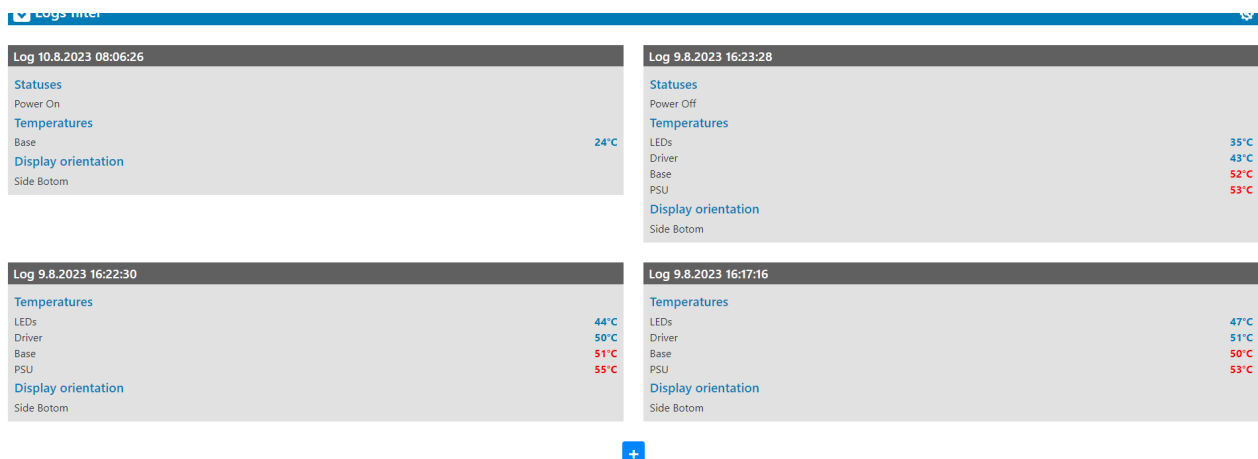 Logs filter
Log 10.8.2023 08:06:26
Statuses
Power On
Temperatures
Base 24°C
Display orientation
Side Botom
Log 9.8.2023 16:23:28
Statuses
Power Off
Temperatures
LEDs 35°C
Driver 43°C
Base 52°C
PSU 53°C
Display orientation
Side Botom
Log 9.8.2023 16:22:30
Temperatures
LEDs 44°C
Driver 50°C
Base 51°C
PSU 55°C
Display orientation
Side Botom
Log 9.8.2023 16:17:16
Temperatures
LEDs 47°C
Driver 51°C
Base 50°C
PSU 53°C
Display orientation
Side Botom
+